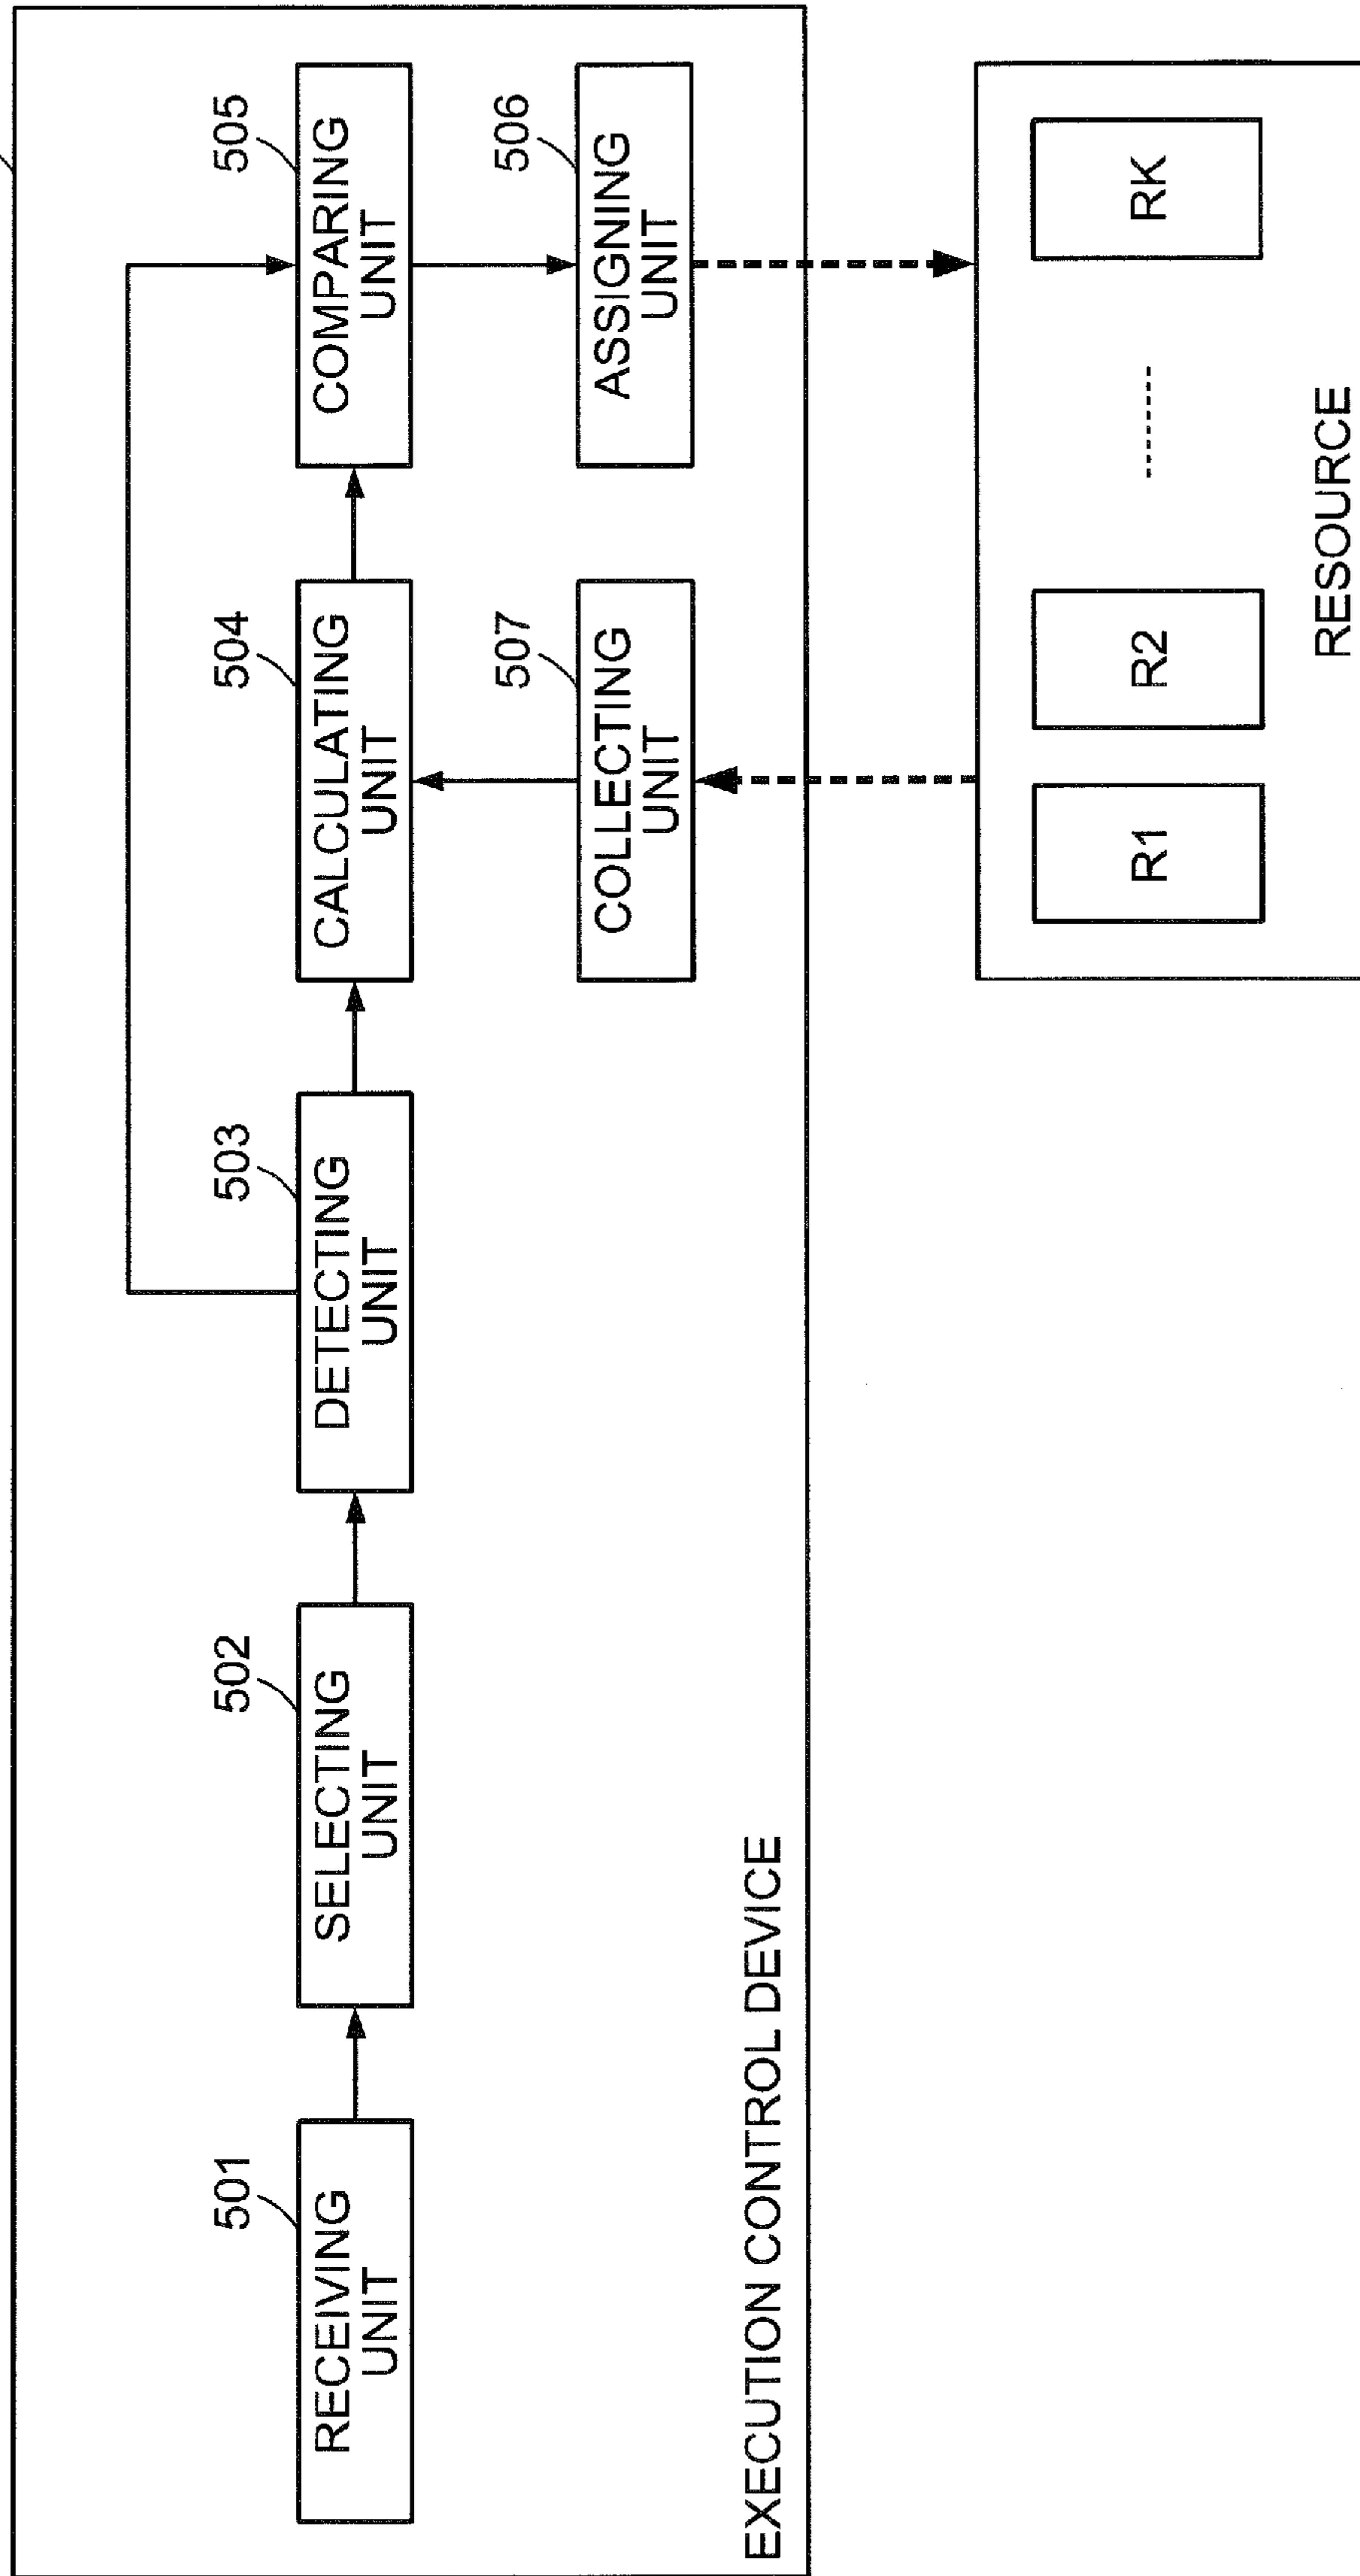 501
RECEIVING
UNIT
502
SELECTING
UNIT
503
DETECTING
UNIT
504
CALCULATING
UNIT
505
COMPARING
UNIT
507
COLLECTING
UNIT
506
ASSIGNING
UNIT
EXECUTION CONTROL DEVICE
R1
R2
RK
RESOURCE